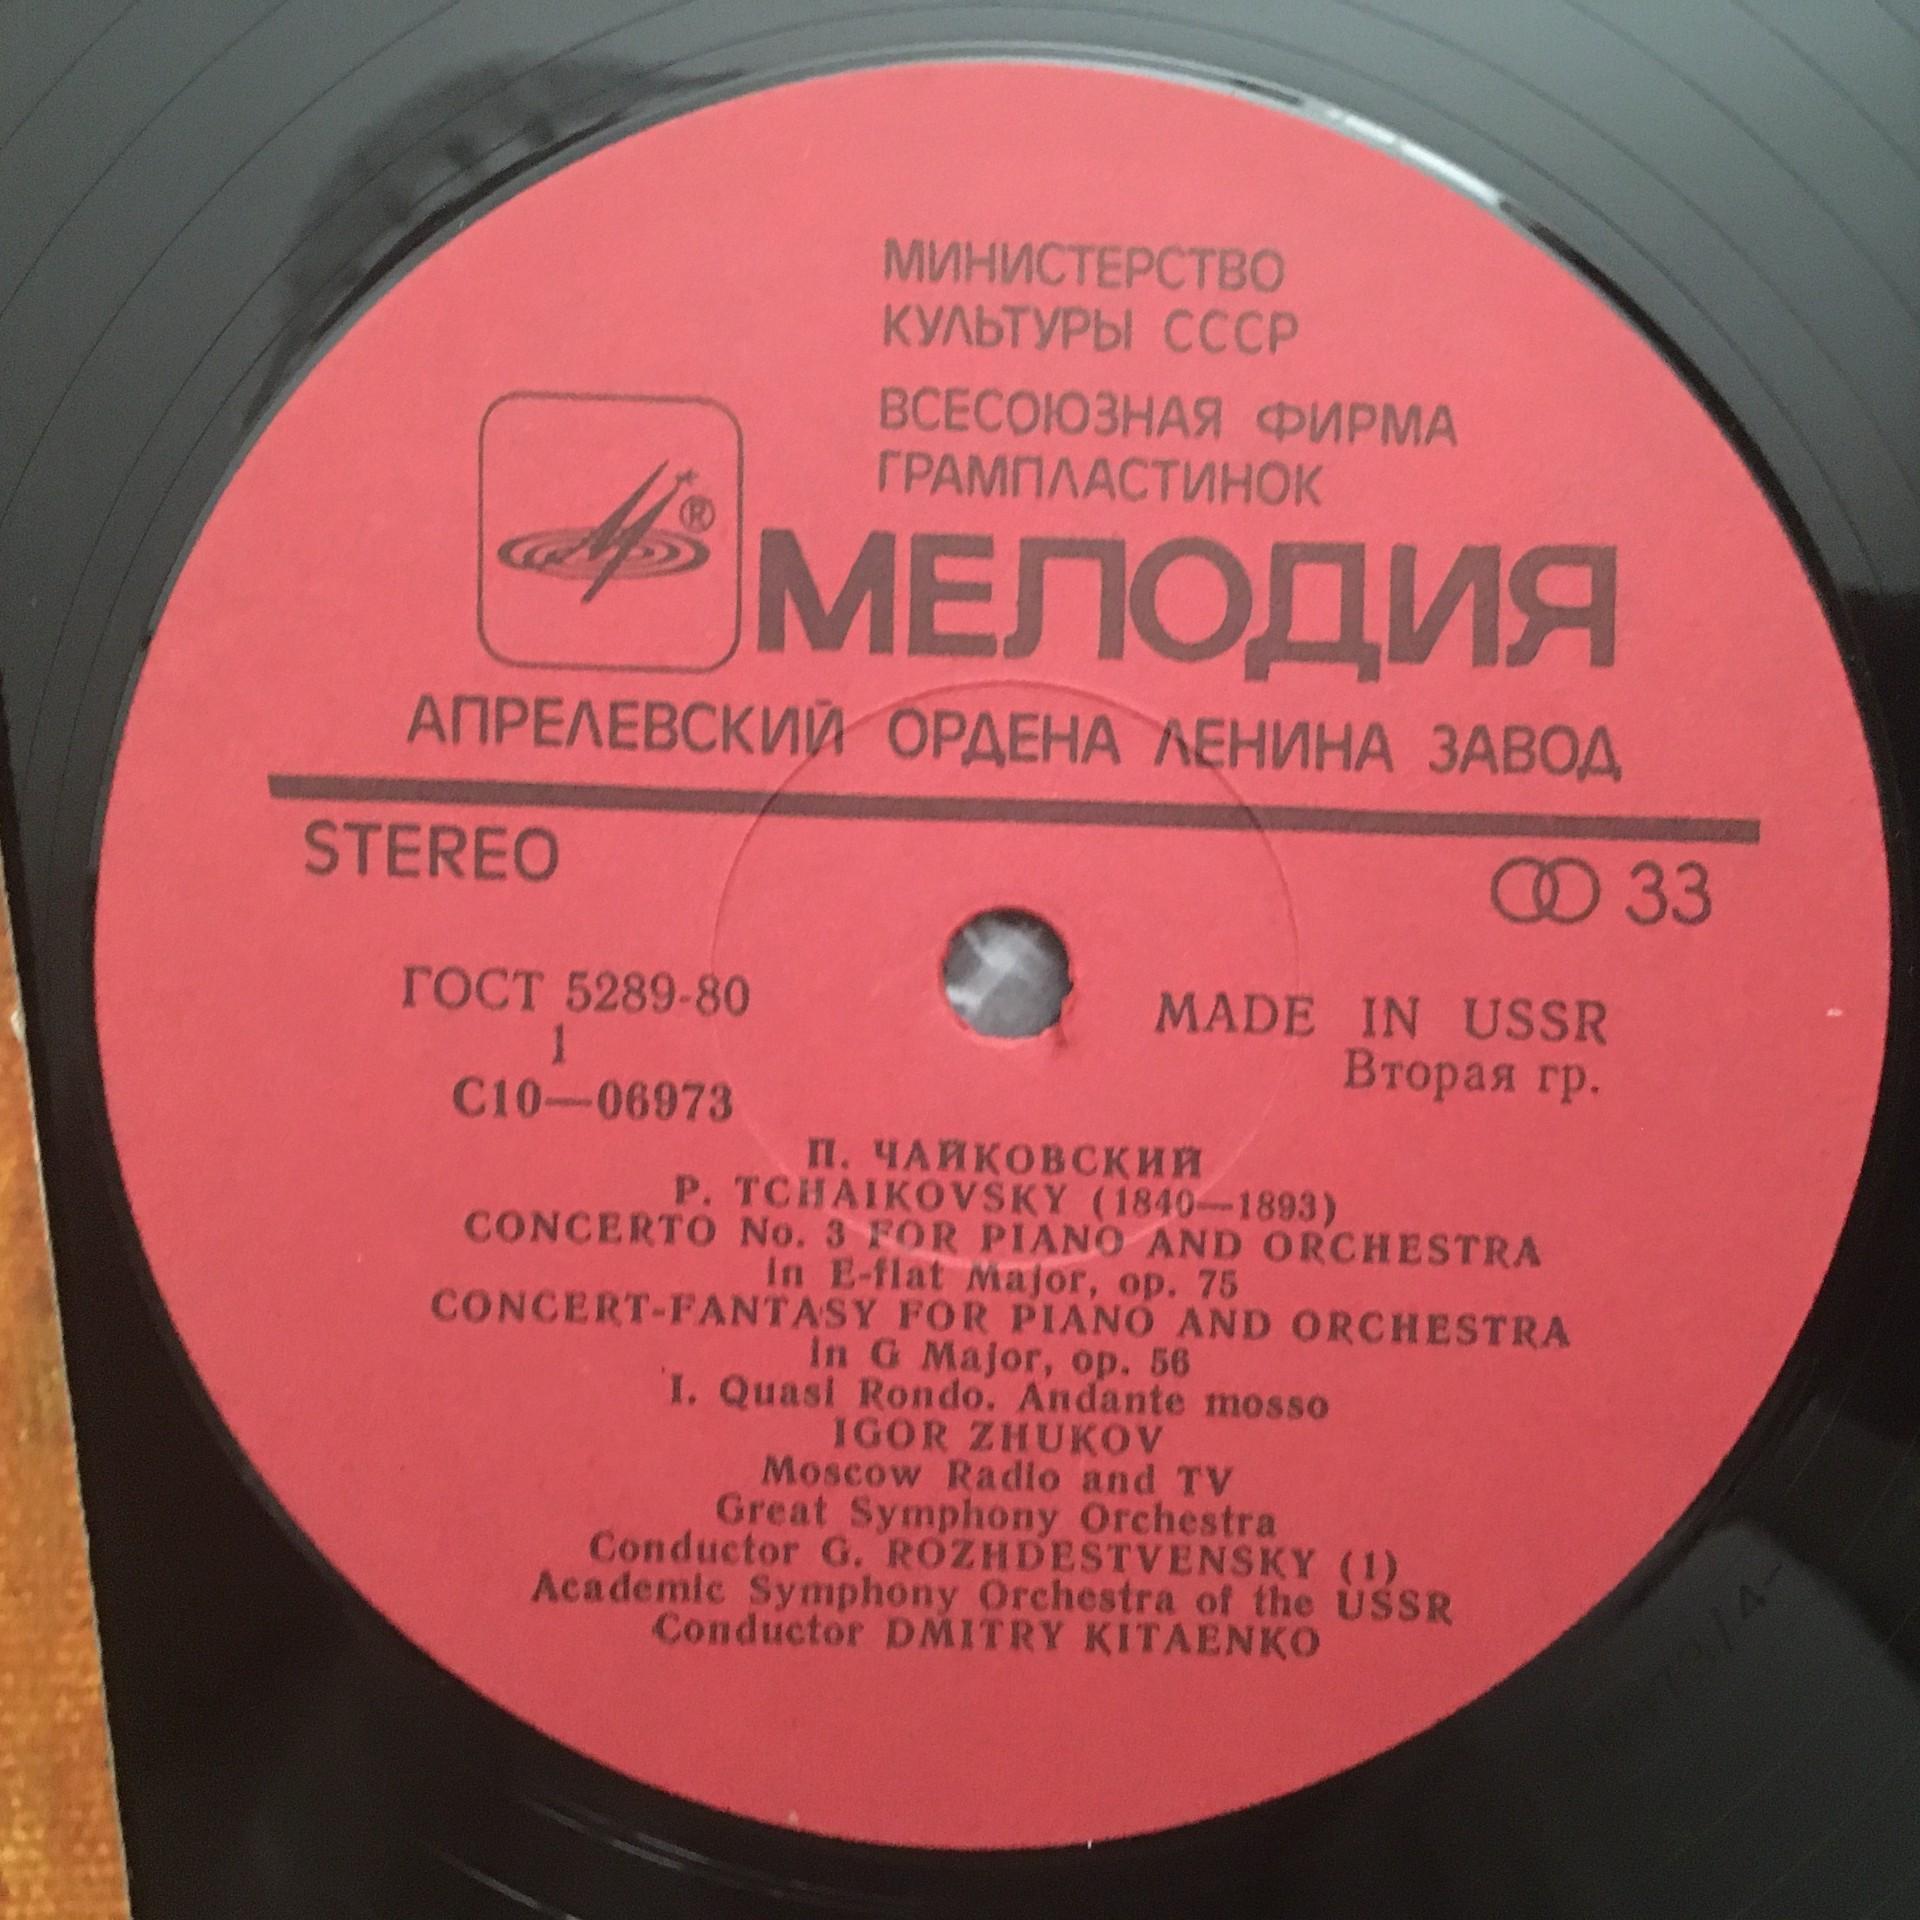 МИНИСТЕРСТВО
КУЛЬТУРЫ СССР
ВСЕСОЮЗНАЯ ФИРМА
ГРАМПЛАСТИНОК
®
МЕЛОДИЯ
АПРЕЛЕВСКИЙ ОРДЕНА ЛЕНИНА ЗАВОД
STEREO
33
ГОСТ 5289-80
1
С10—06973
MADE IN USSR
Вторая гр.
П. ЧАЙКОВСКИЙ
P. TCHAIKOVSKY (1840—1893)
CONCERTO No. 3 FOR PIANO AND ORCHESTRA
in E-flat Major, op. 75
CONCERT-FANTASY FOR PIANO AND ORCHESTRA
in G Major, op. 56
I. Quasi Rondo. Andante mosso
IGOR ZHUKOV
Moscow Radio and TV
Great Symphony Orchestra
Conductor G. ROZHDESTVENSKY (1)
Academic Symphony Orchestra of the USSR
Conductor DMITRY KITAENKO